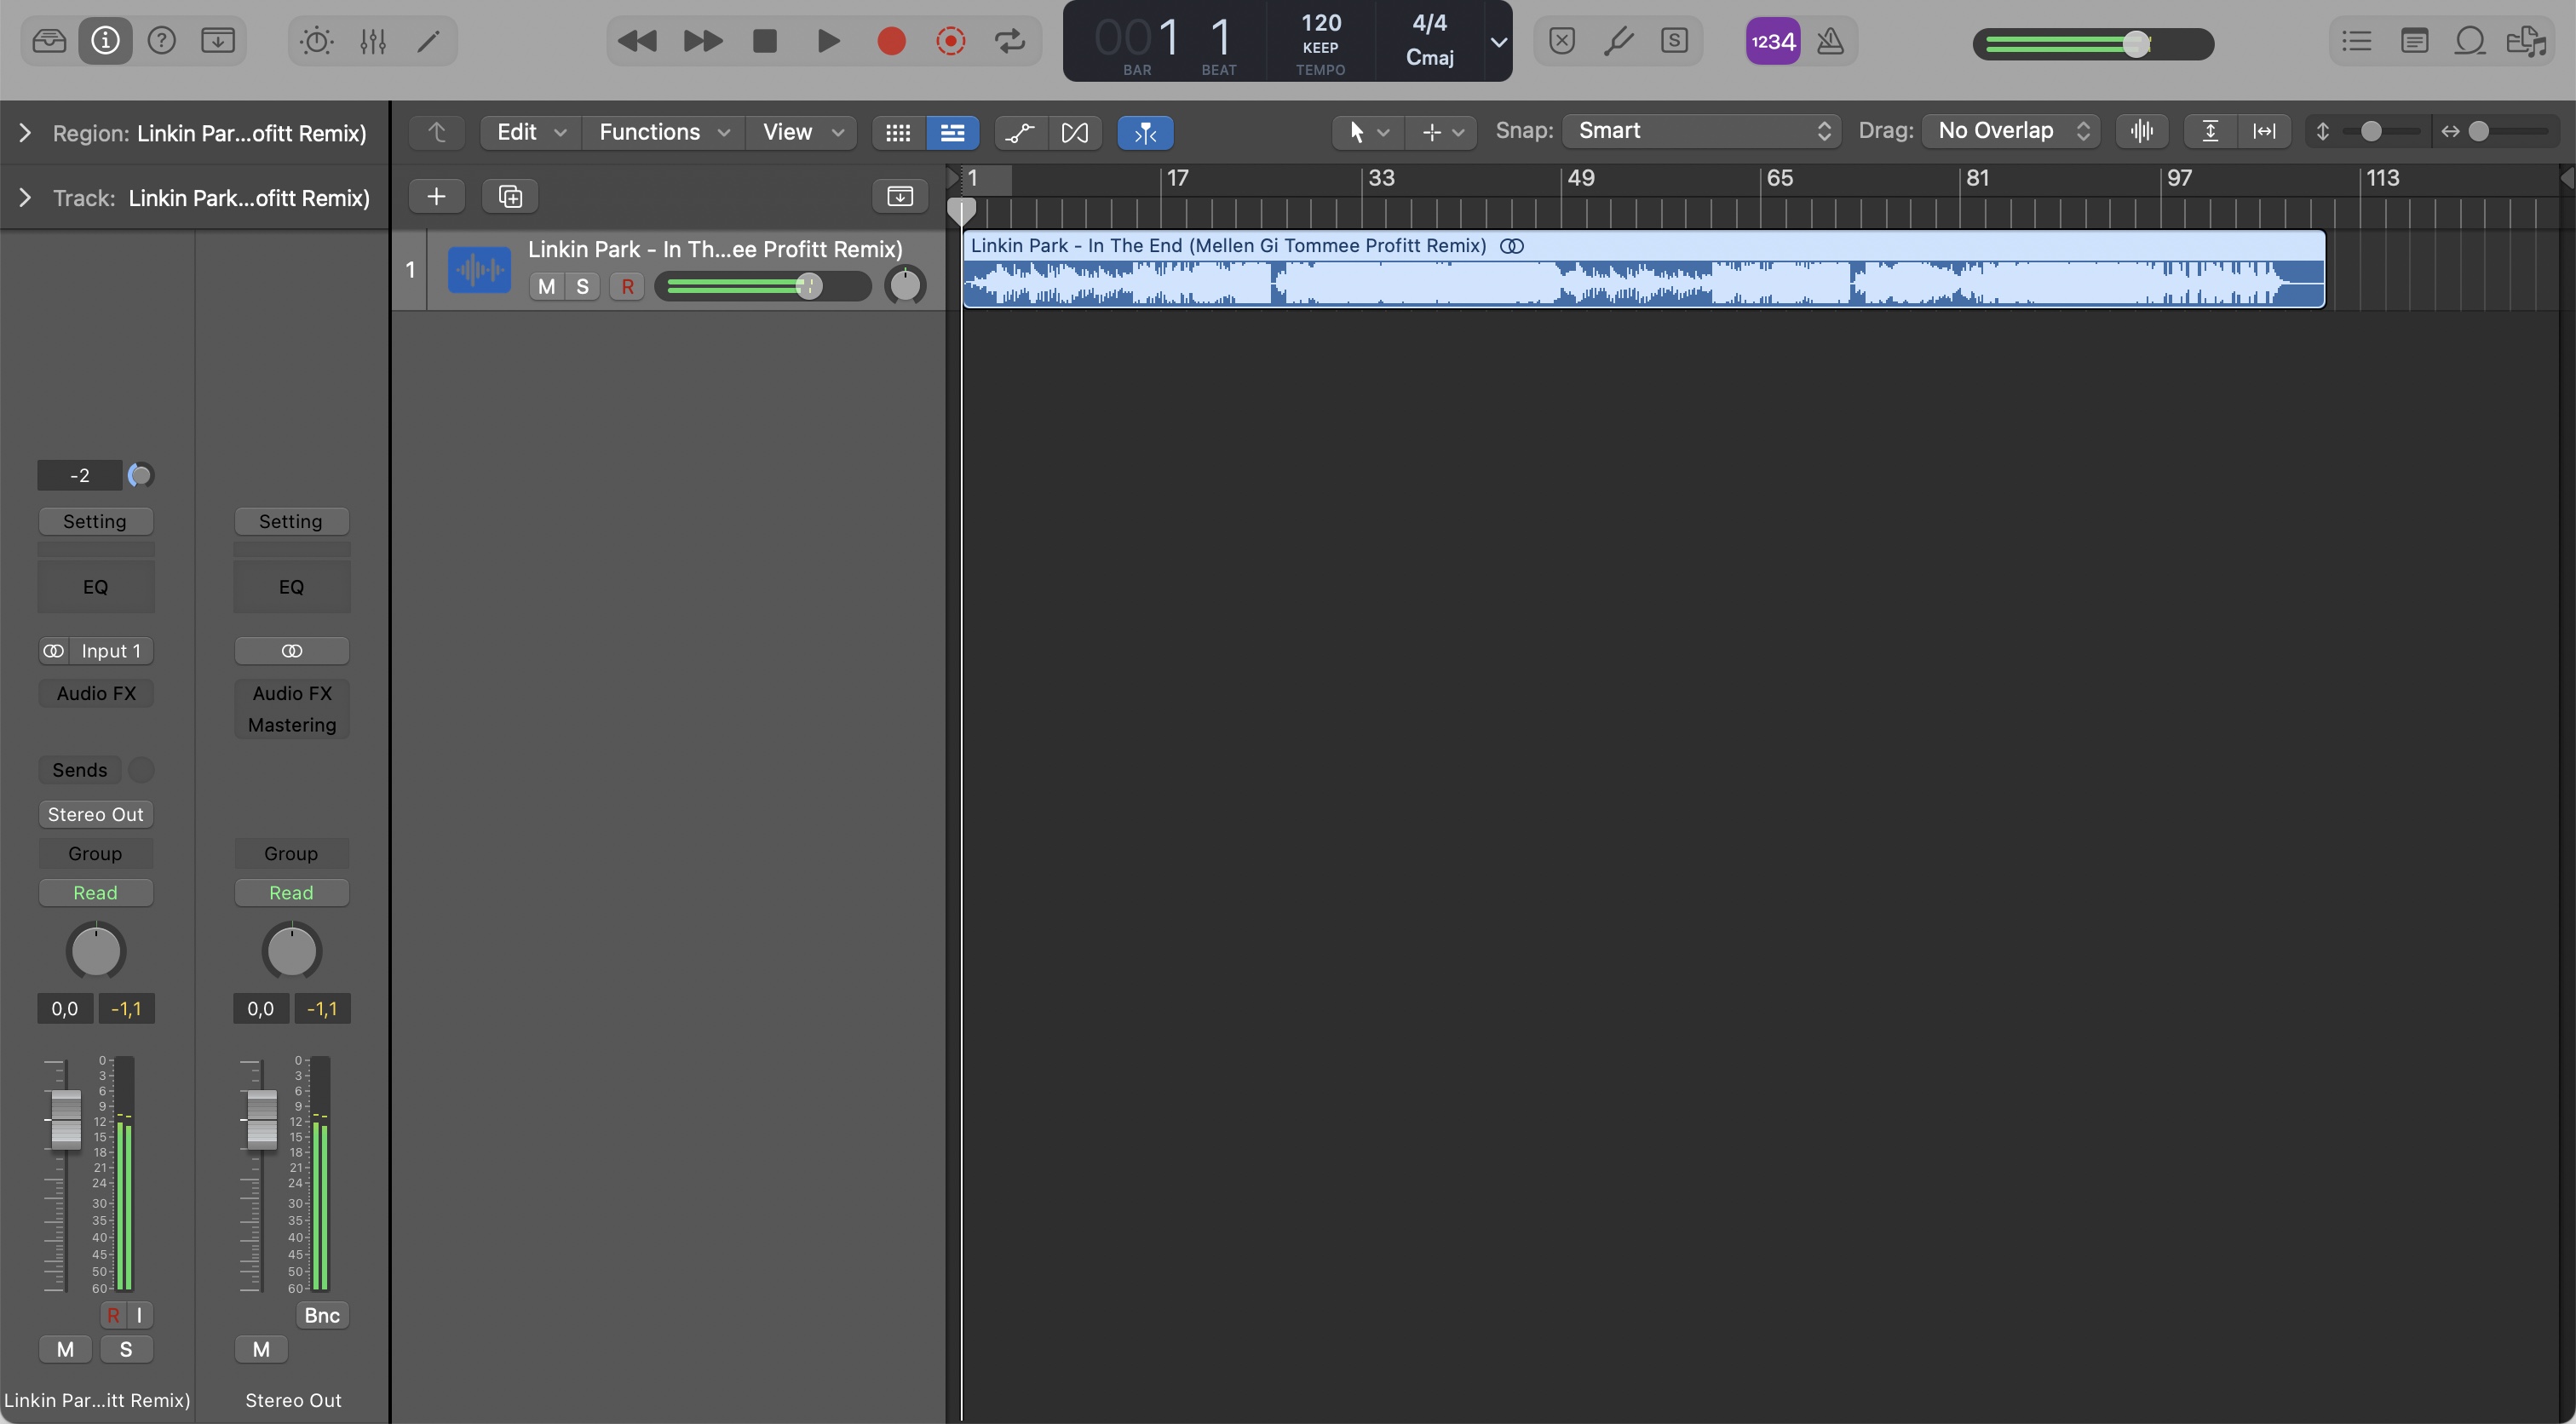 001 1 120 4/4
KEEP Cmaj
BAR BEAT TEMPO
S
1234
Region: Linkin Par...ofitt Remix)
Edit Functions View
Snap: Smart Drag: No Overlap
Track: Linkin Park...ofitt Remix)
1 17 33 49 65 81 97 113
1
Linkin Park - In Th...ee Profitt Remix)
M S R
Linkin Park - In The End (Mellen Gi Tommee Profitt Remix)
-2
Setting Setting
EQ EQ
Input 1
Audio FX Audio FX
Mastering
Sends
Stereo Out
Group Group
Read Read
0,0 -1,1 0,0 -1,1
0 0
3 3
6 6
9 9
12 12
15 15
18 18
21 21
24 24
30 30
35 35
40 40
45 45
50 50
60 60
R I Bnc
M S M
Linkin Par...itt Remix) Stereo Out